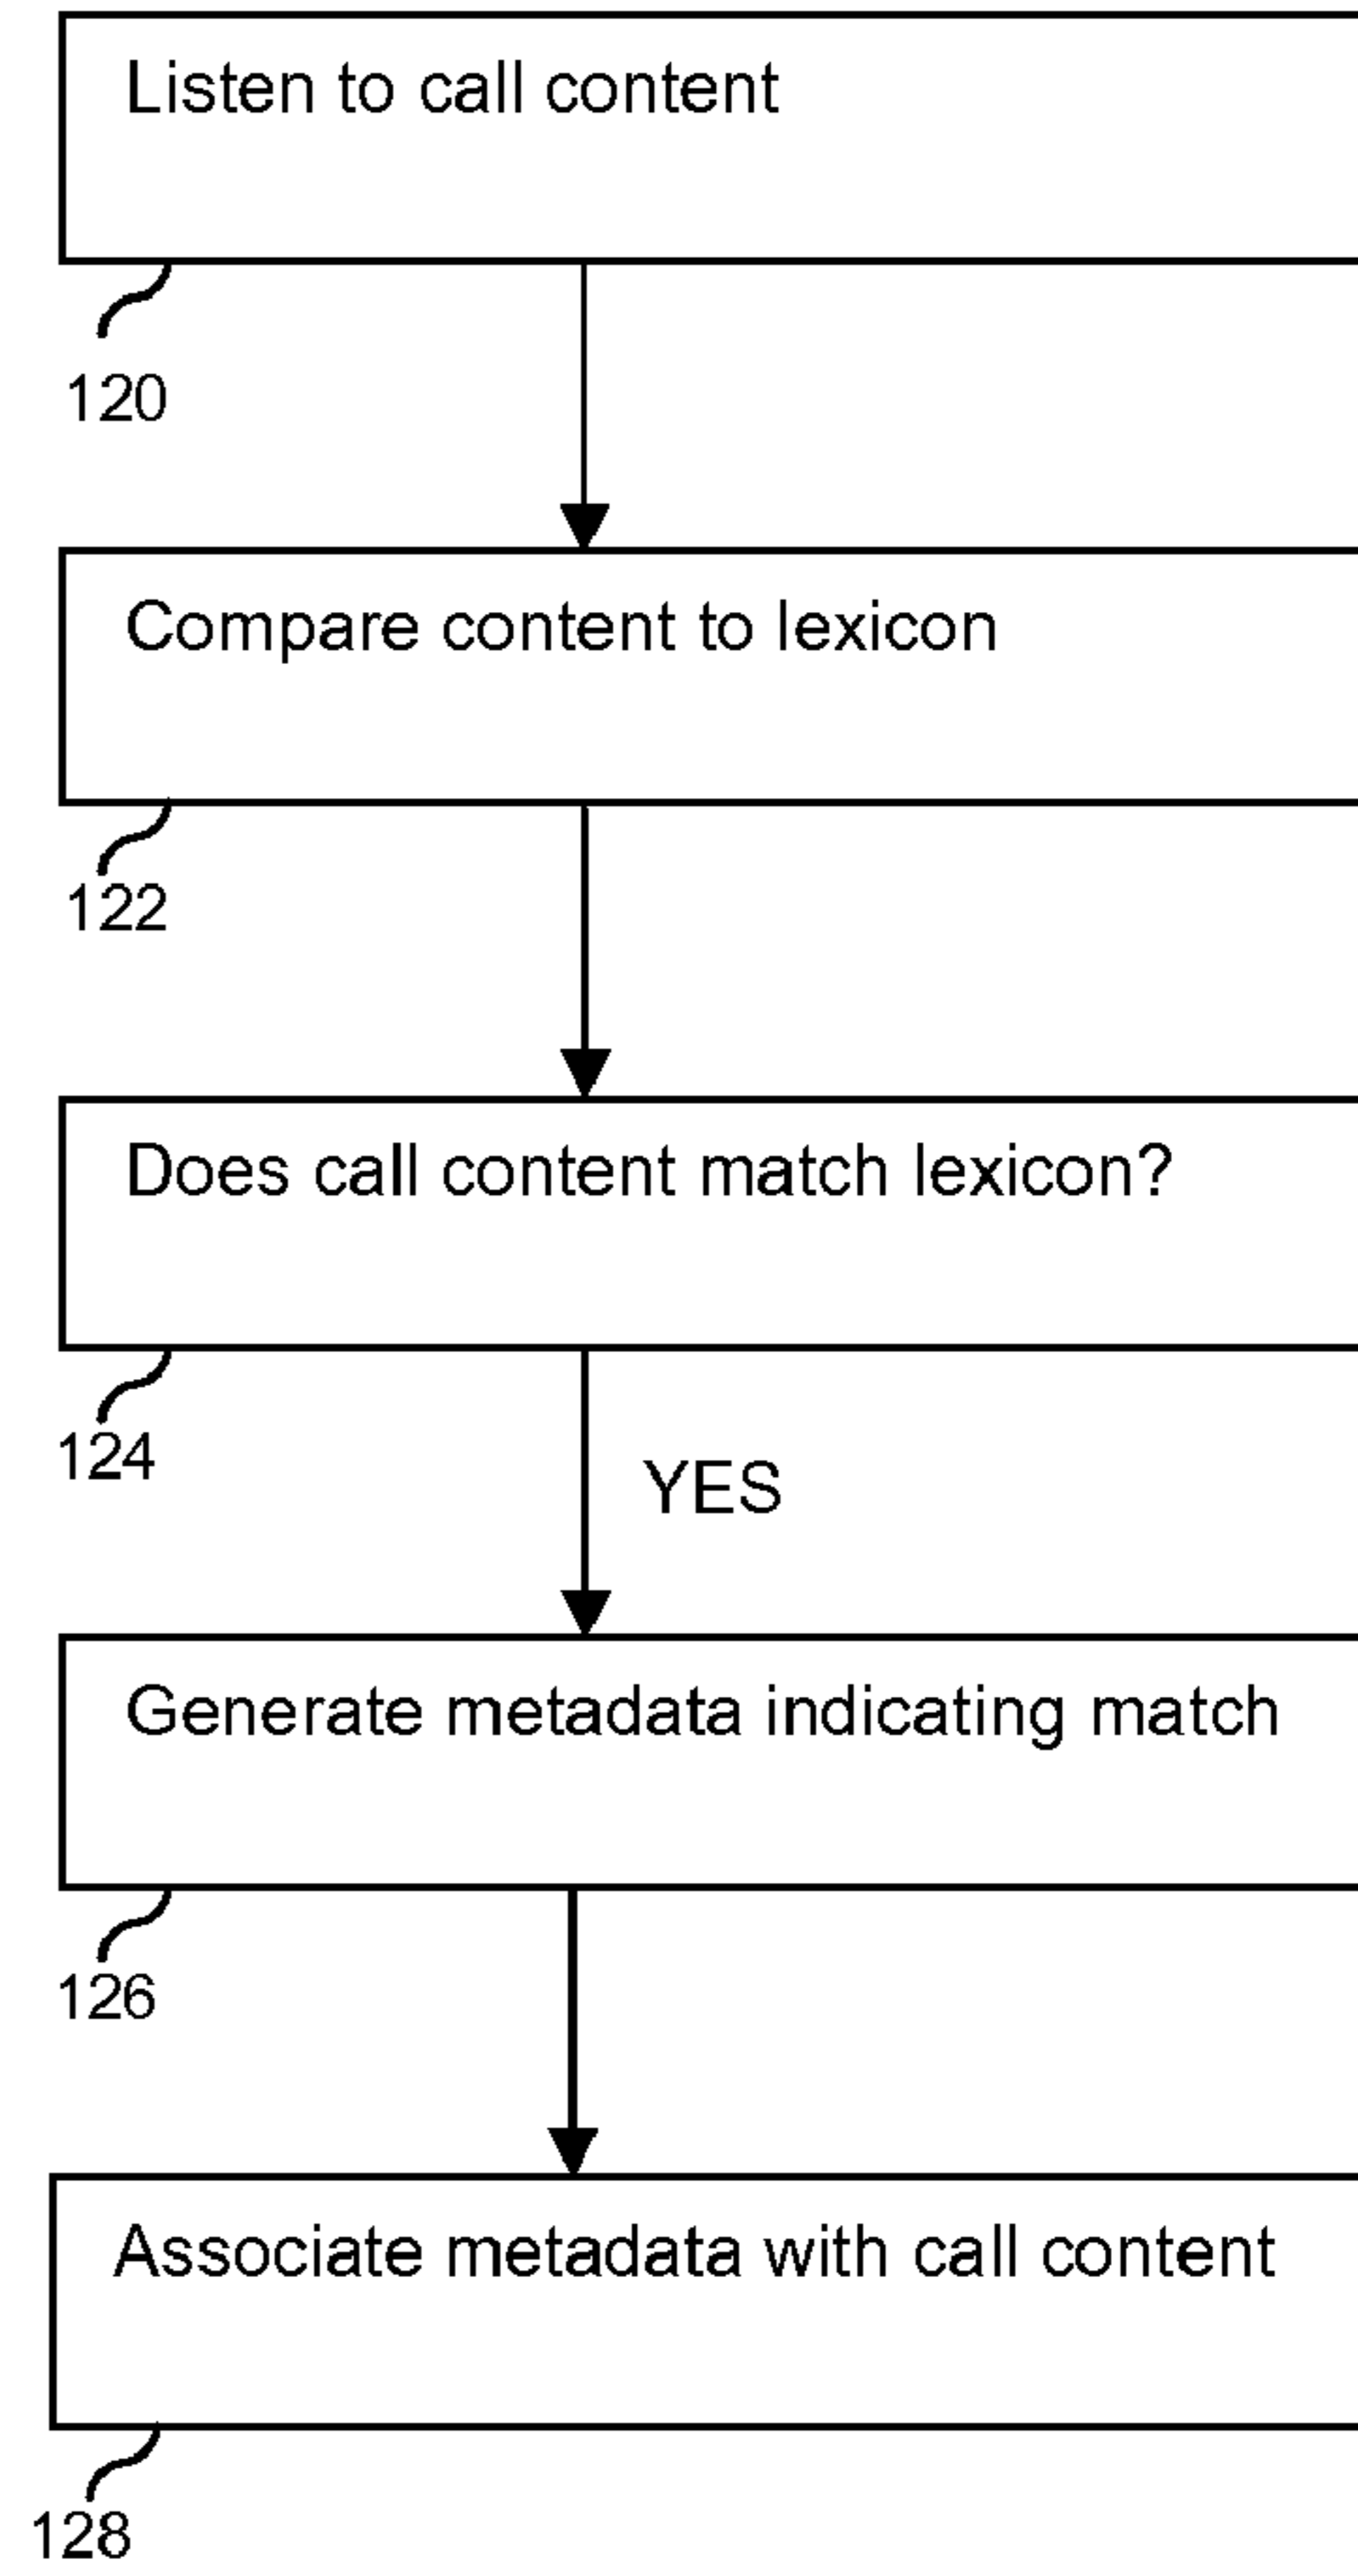 Listen to call content
120
Compare content to lexicon
122
Does call content match lexicon?
124
YES
Generate metadata indicating match
126
Associate metadata with call content
128